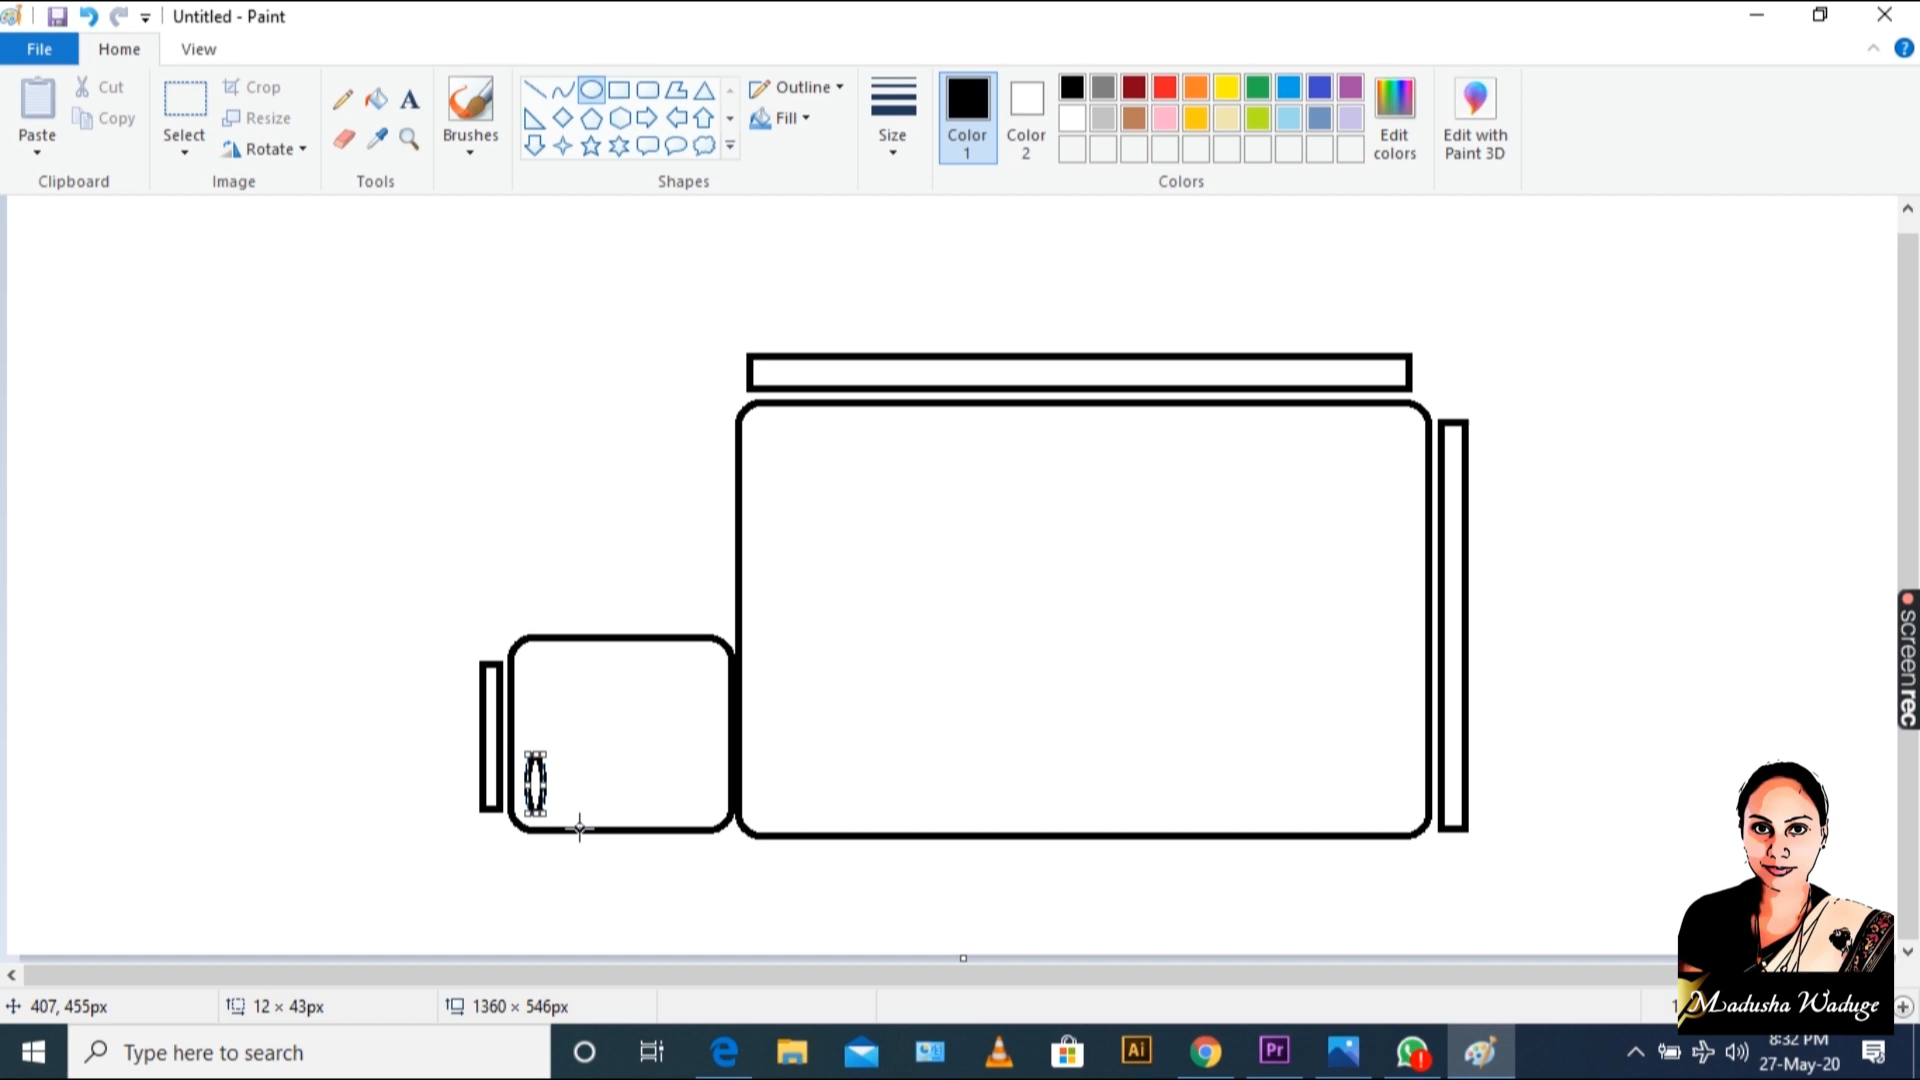 Untitled - Paint
File
Home
View
Paste
Cut
Copy
Clipboard
Select
Crop
Resize
Rotate
Image
A
Tools
Brushes
Shapes
Outline
Fill
Size
Color
1
Color
2
Colors
Edit
colors
Edit with
Paint 3D
screenrec
407, 455px
12 × 43px
1360 × 546px
Madusha Waduge
Type here to search
Ai
Pr
8:32 PM
27-May-20